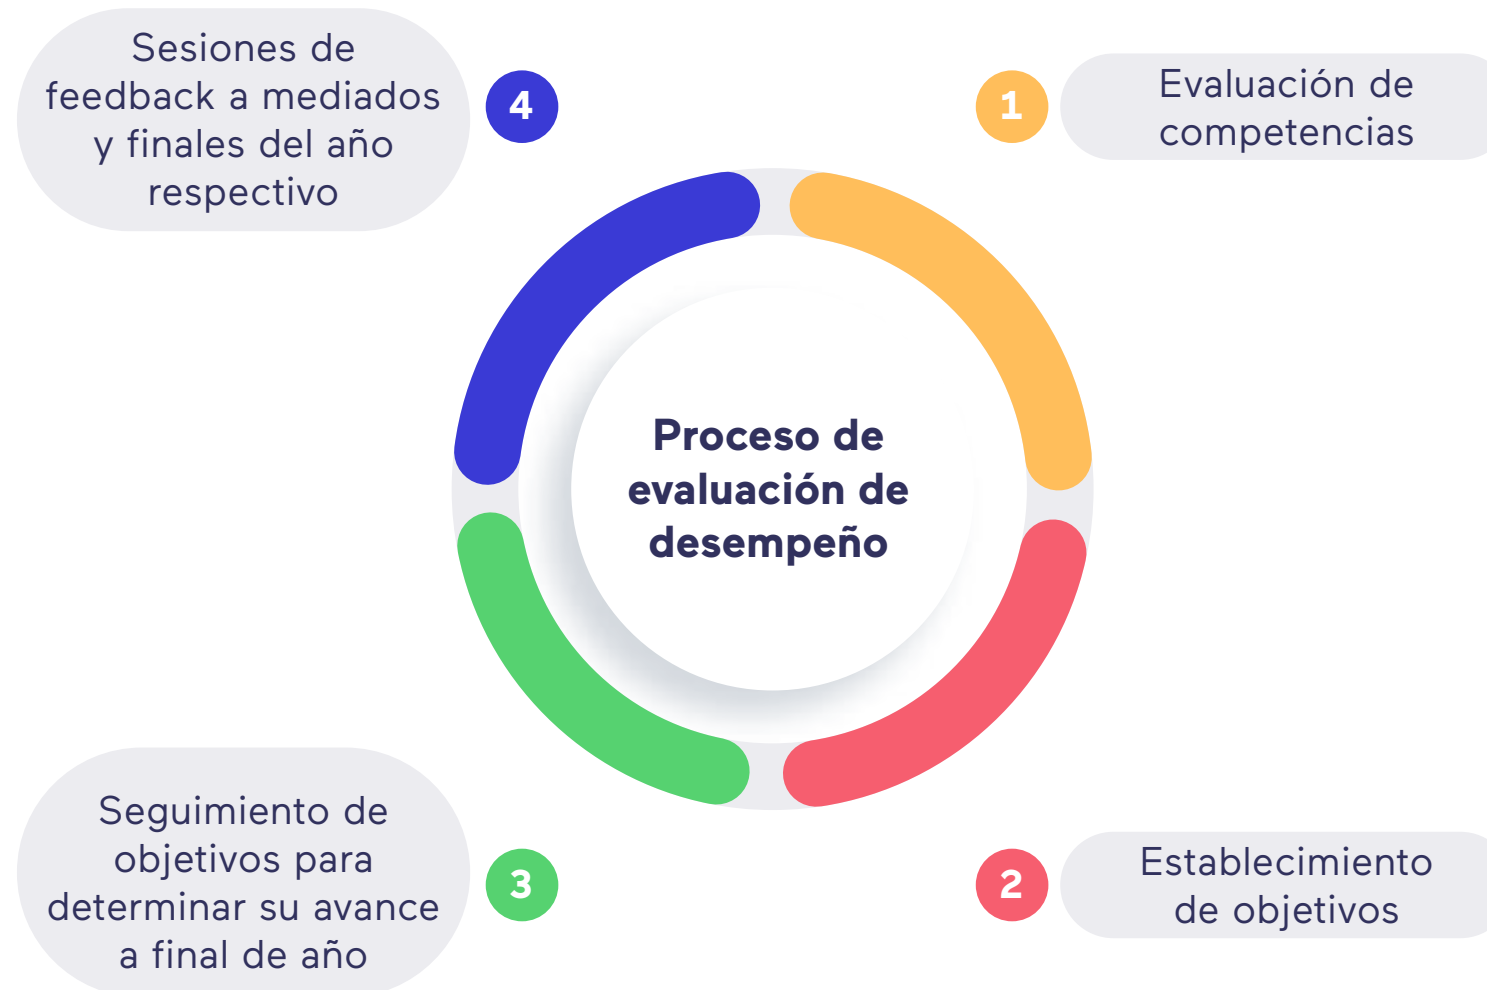 Sesiones de
feedback a mediados
y finales del año
respectivo
4
1
Evaluación de
competencias
Proceso de
evaluación de
desempeño
Seguimiento de
objetivos para
determinar su avance
a final de año
3
2
Establecimiento
de objetivos